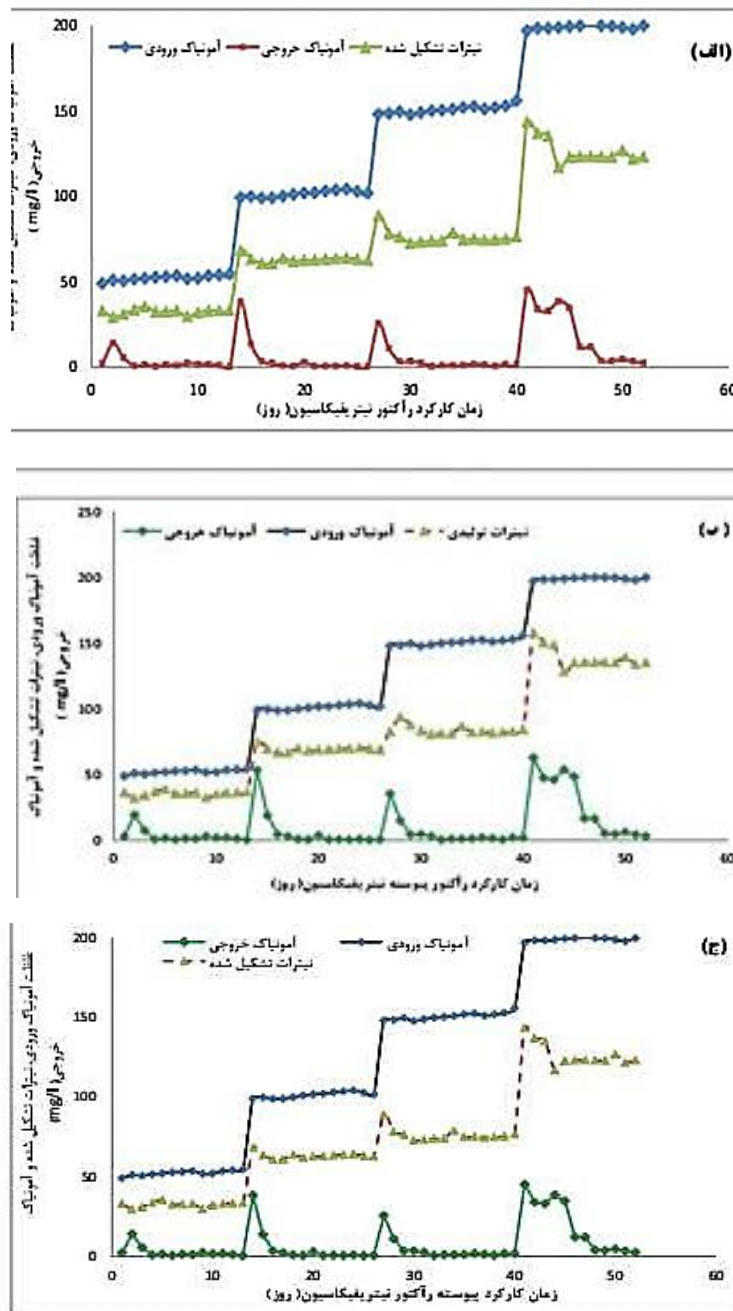 (الف)
آمونیاک ورودی آمونیاک خروجی نیترات تشکیل شده
200
150
100
50
0
خروجی( mg/l )
0 10 20 30 40 50 60
زمان کارکرد رآکتور نیتریفیکاسیون( روز)
(ب)
آمونیاک خروجی آمونیاک ورودی نیترات تولیدی
250
200
150
100
50
0
غلظت آمونیاک ورودی، نیترات تشکیل شده و آمونیاک
خروجی( mg/l )
0 10 20 30 40 50 60
زمان کارکرد رآکتور پیوسته نیتریفیکاسیون( روز)
(ج)
آمونیاک خروجی آمونیاک ورودی
نیترات تشکیل شده
200
150
100
50
0
غلظت آمونیاک ورودی، نیترات تشکیل شده و آمونیاک
خروجی( mg/l)
0 10 20 30 40 50 60
زمان کارکرد پیوسته رآکتور نیتریفیکاسیون( روز)